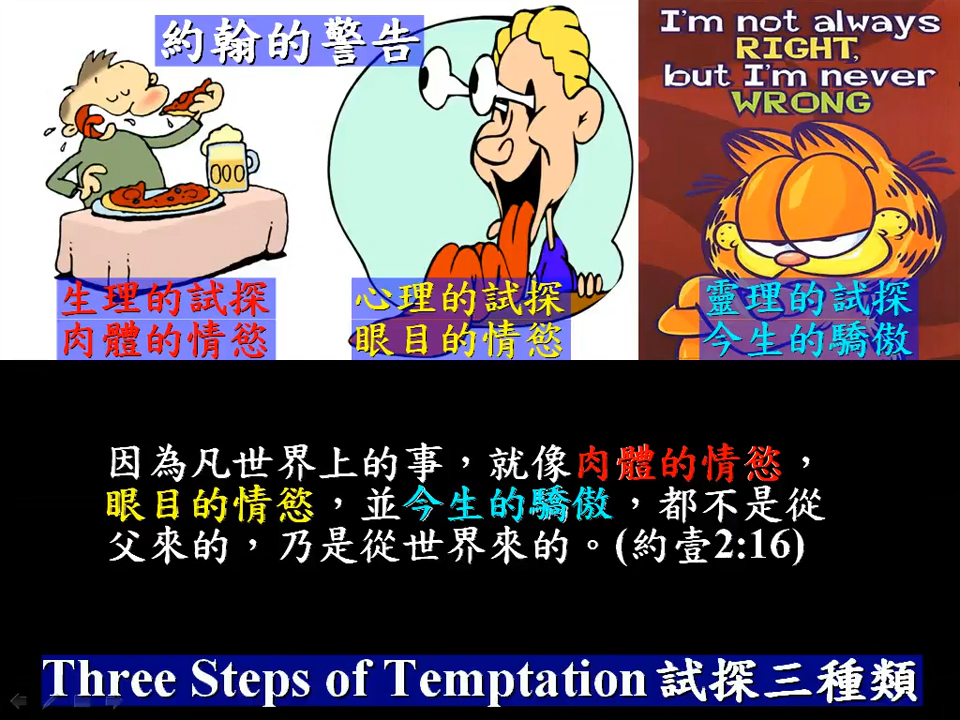 約翰的警告
I'm not always
RIGHT,
but I'm never
WRONG
000
生理的試探
肉體的情慾
心理的試探
眼目的情慾
靈理的試探
今生的驕傲
因為凡世界上的事，就像肉體的情慾，
眼目的情慾，並今生的驕傲，都不是從
父來的，乃是從世界來的。(約壹2:16)
Three Steps of Temptation 試探三種類